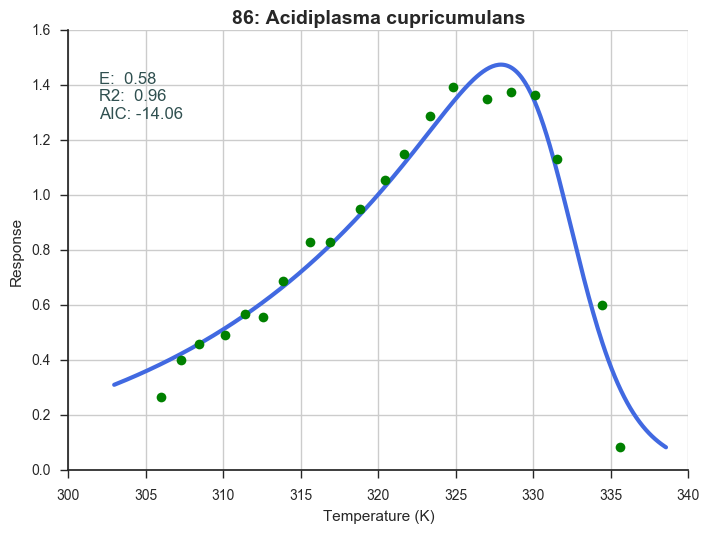 86: Acidiplasma cupricumulans
1.6
1.4
1.2
1.0
0.8
0.6
0.4
0.2
0.0
E:  0.58
R2:  0.96
AIC: -14.06
Response
300 305 310 315 320 325 330 335 340
Temperature (K)